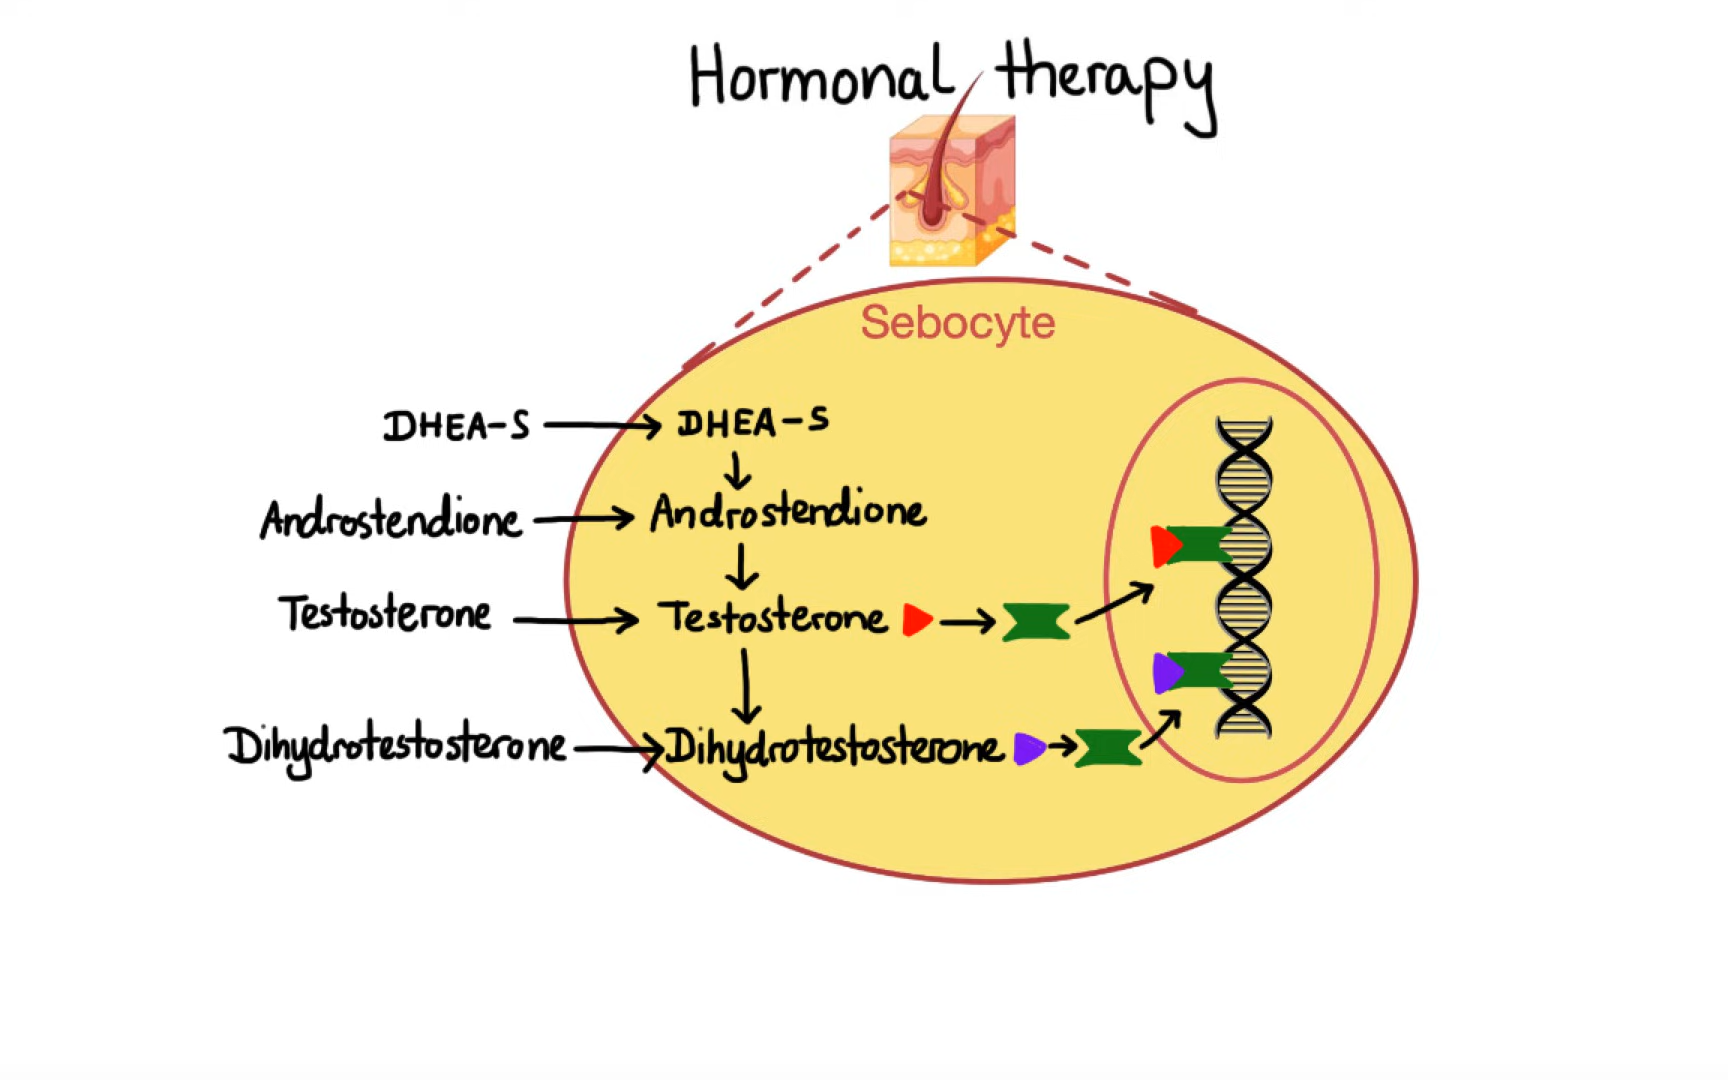 Hormonal therapy
Sebocyte
DHEA-S DHEA-S
Androstendione Androstendione
Testosterone Testosterone
Dihydrotestosterone Dihydrotestosterone